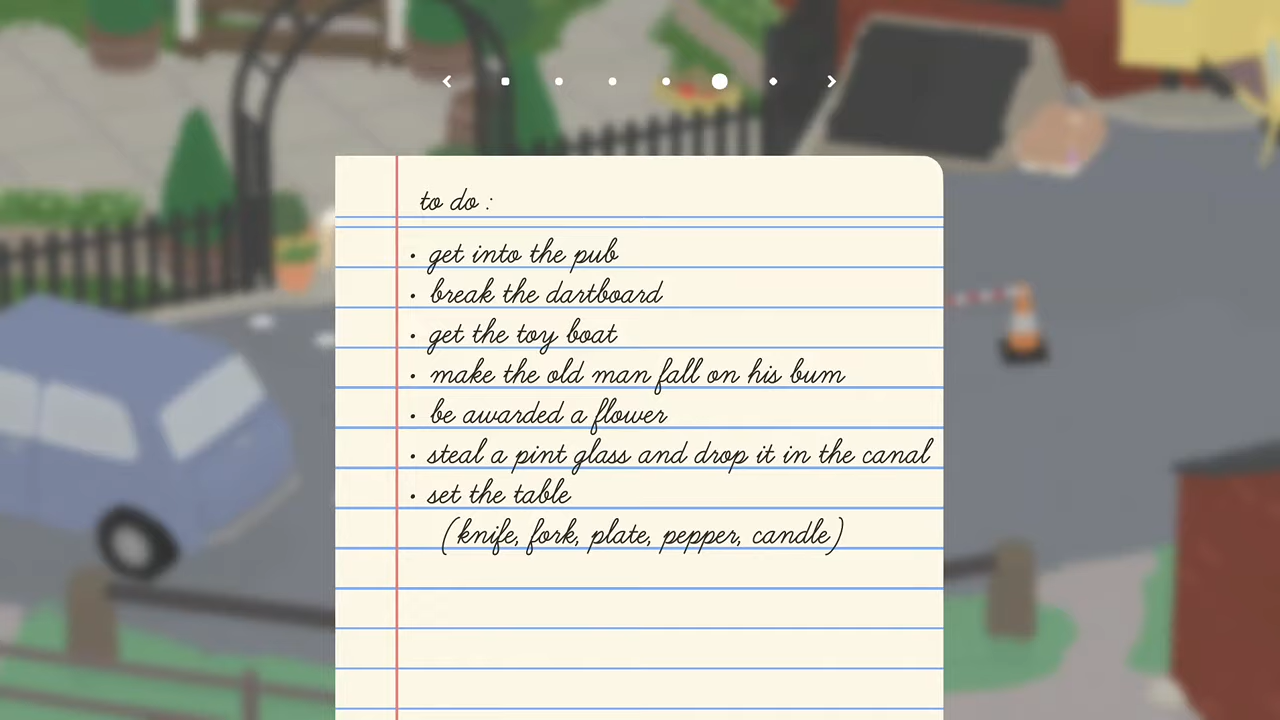 to do :
• get into the pub
• break the dartboard
• get the toy boat
• make the old man fall on his bum
• be awarded a flower
• steal a pint glass and drop it in the canal
• set the table
(knife, fork, plate, pepper, candle)